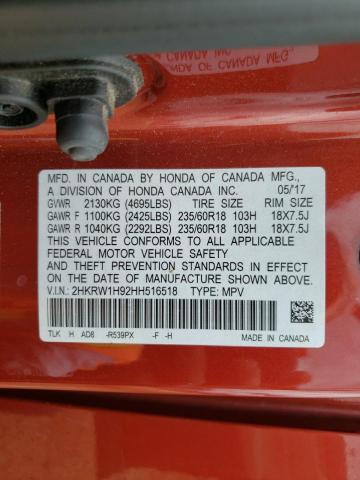 MFD. IN CANADA BY HONDA OF CANADA MFG.,
A DIVISION OF HONDA CANADA INC. 05/17
GVWR 2130KG (4695LBS) TIRE SIZE RIM SIZE
GAWR F 1100KG (2425LBS) 235/60R18 103H 18X7.5J
GAWR R 1040KG (2292LBS) 235/60R18 103H 18X7.5J
THIS VEHICLE CONFORMS TO ALL APPLICABLE
FEDERAL MOTOR VEHICLE SAFETY
AND THEFT PREVENTION STANDARDS IN EFFECT
ON THE DATE OF MANUFACTURE SHOWN ABOVE.
V.I.N.: 2HKRW1H92HH516518 TYPE: MPV
TLK H AD8 -R539PX -F -H MADE IN CANADA